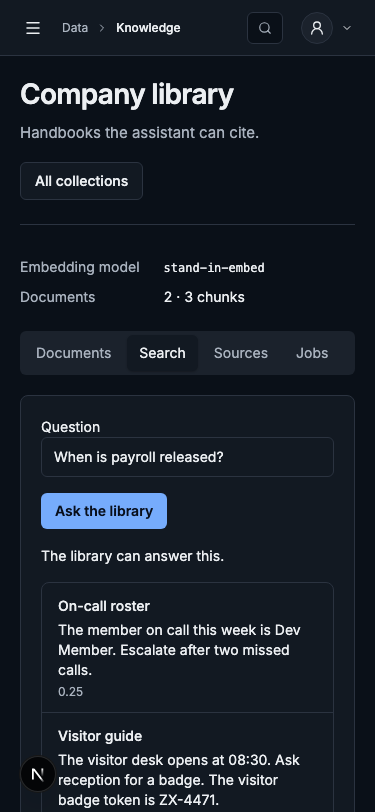 Data > Knowledge
Company library
Handbooks the assistant can cite.
All collections
Embedding model stand-in-embed
Documents 2 · 3 chunks
Documents Search Sources Jobs
Question
When is payroll released?
Ask the library
The library can answer this.
On-call roster
The member on call this week is Dev
Member. Escalate after two missed
calls.
0.25
Visitor guide
The visitor desk opens at 08:30. Ask
reception for a badge. The visitor
badge token is ZX-4471.
N